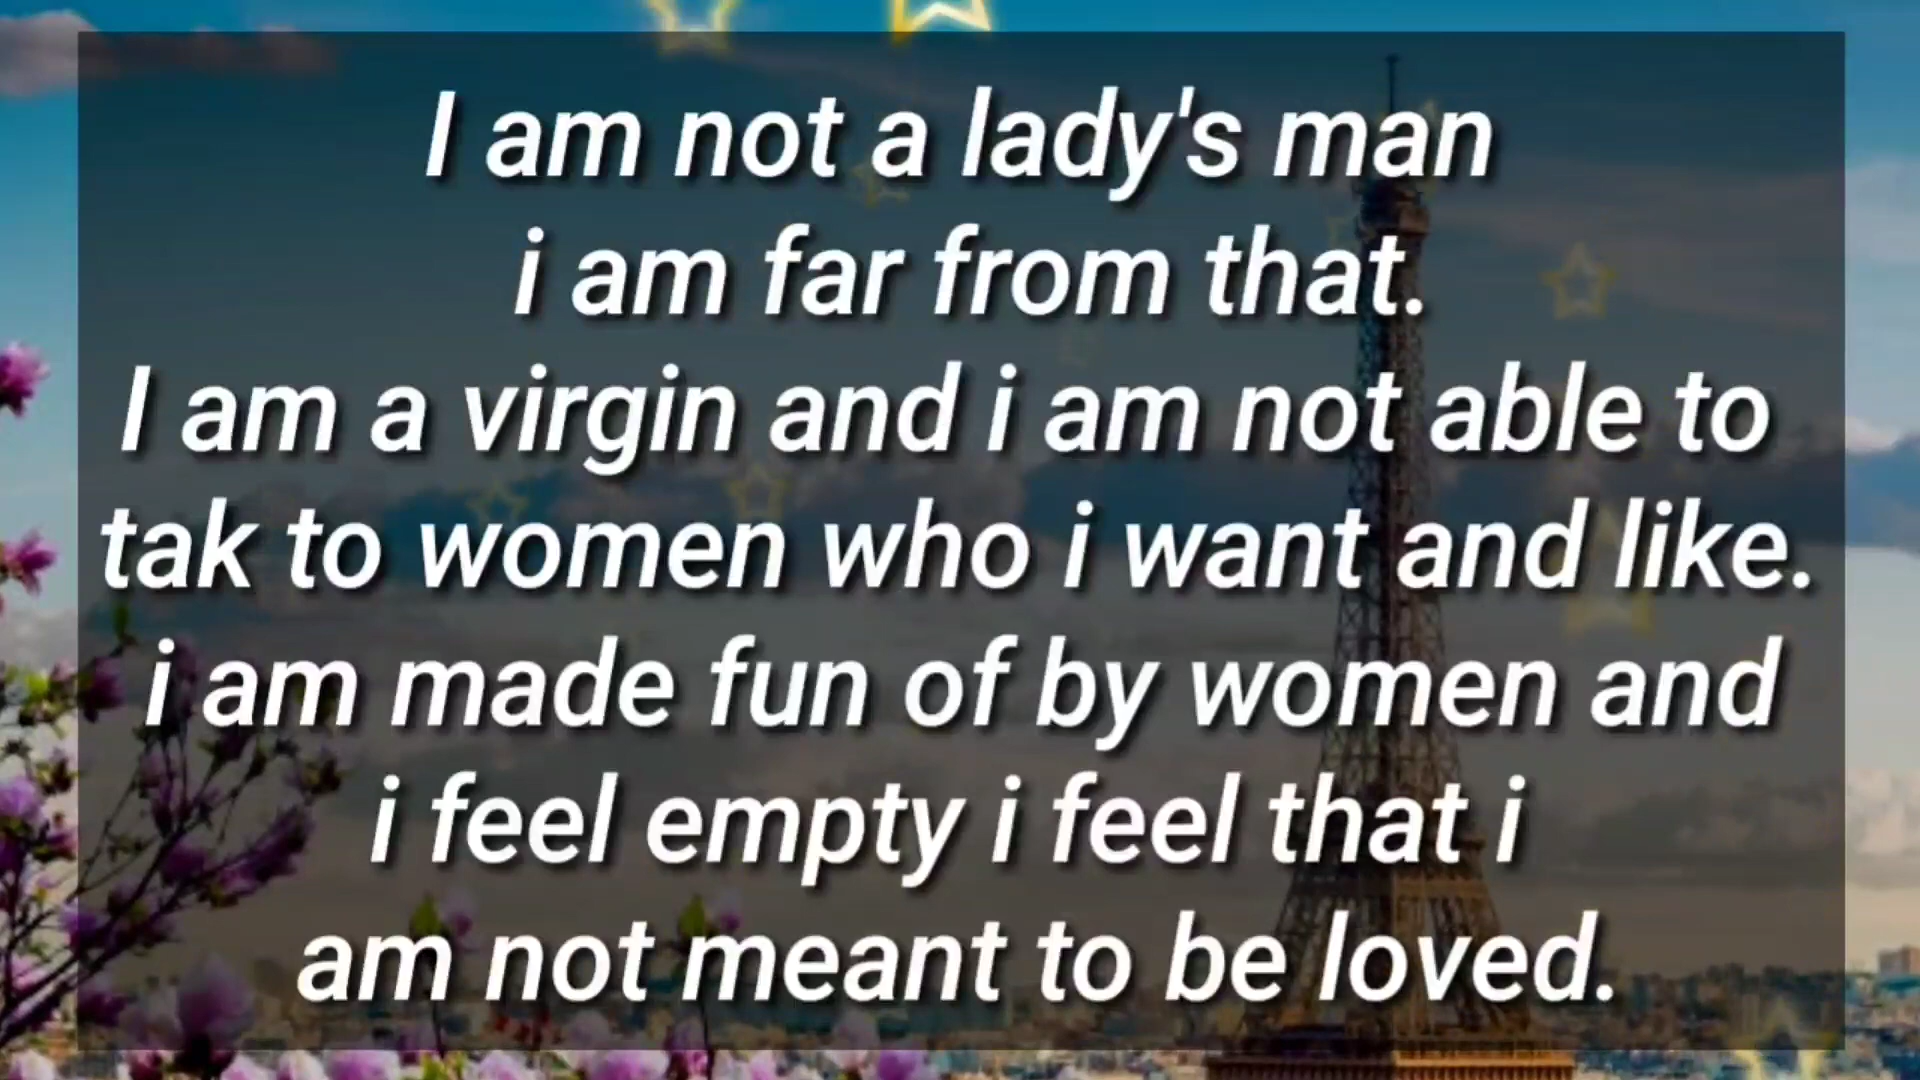 I am not a lady's man
i am far from that.
I am a virgin and i am not able to
tak to women who i want and like.
i am made fun of by women and
i feel empty i feel that i
am not meant to be loved.